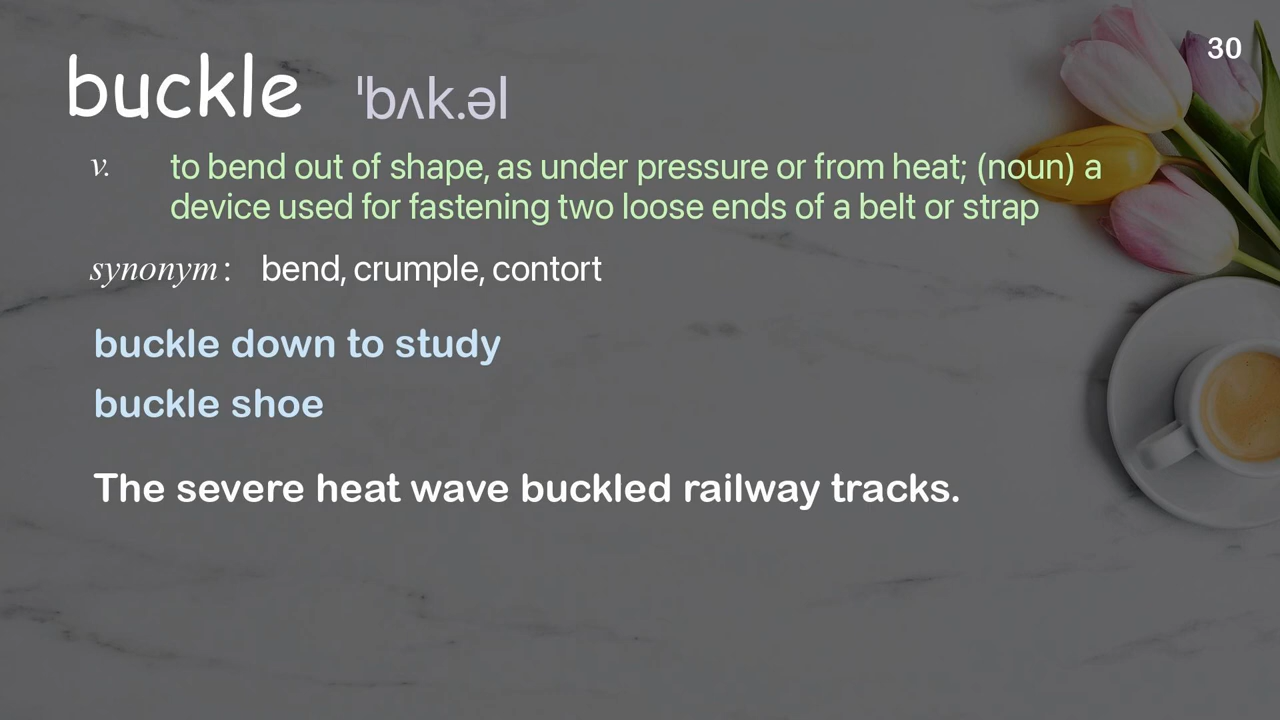 30
buckle ˈbʌk.əl
v. to bend out of shape, as under pressure or from heat; (noun) a
device used for fastening two loose ends of a belt or strap
synonym: bend, crumple, contort
buckle down to study
buckle shoe
The severe heat wave buckled railway tracks.